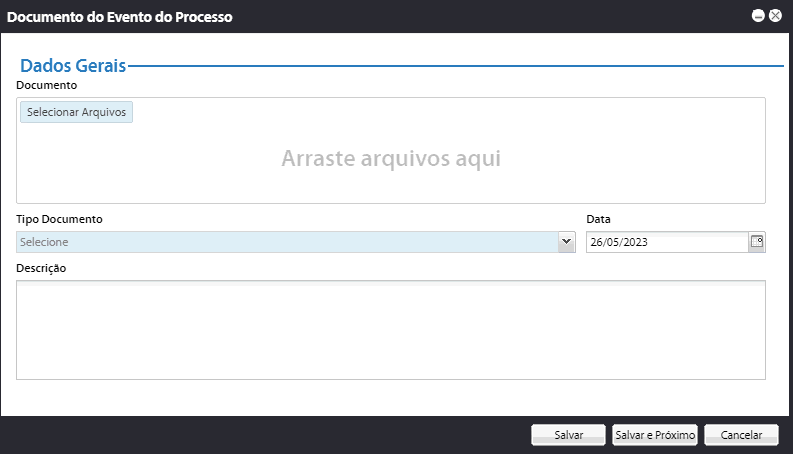 Documento do Evento do Processo
Dados Gerais
Documento
Selecionar Arquivos
Arraste arquivos aqui
Tipo Documento
Data
Selecione
26/05/2023
Descrição
Salvar
Salvar e Próximo
Cancelar